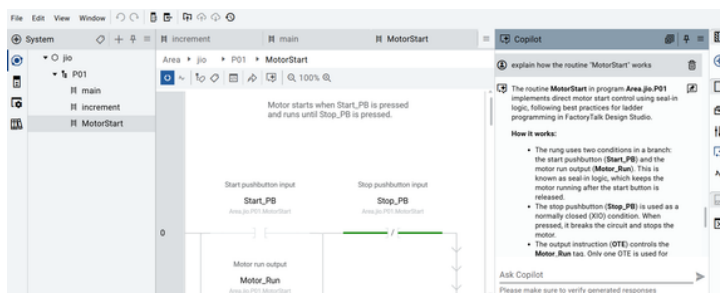 File Edit View Window
System
increment
main
MotorStart
Copilot
jio
P01
main
increment
MotorStart
Area jio P01 MotorStart
100%
Motor starts when Start_PB is pressed
and runs until Stop_PB is pressed.
Start pushbutton input
Stop pushbutton input
Start_PB
Stop_PB
Area.jio.P01.MotorStart
Area.jio.P01.MotorStart
0
Motor run output
Motor_Run
Area.jio.P01.MotorStart
explain how the routine "MotorStart" works
The routine MotorStart in program Area.jio.P01
implements direct motor start control using seal-in
logic, following best practices for ladder
programming in FactoryTalk Design Studio.
How it works:
• The rung uses two conditions in a branch:
the start pushbutton (Start_PB) and the
motor run output (Motor_Run). This is
known as seal-in logic, which keeps the
motor running after the start button is
released.
• The stop pushbutton (Stop_PB) is used as a
normally closed (XIO) condition. When
pressed, it breaks the circuit and stops the
motor.
• The output instruction (OTE) controls the
Motor_Run tag. Only one OTE is used for
Ask Copilot
Please make sure to verify generated responses